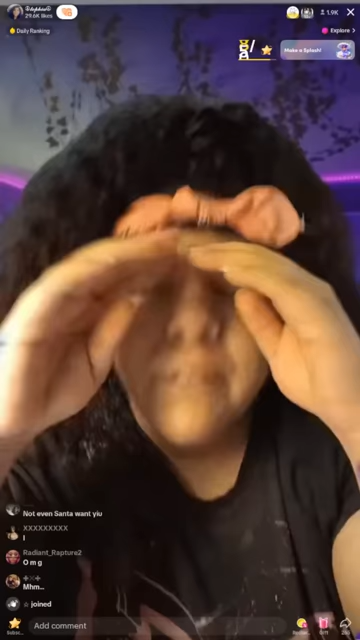 29.6K likes
1.9K
Daily Ranking
Explore >
Make a Splash!
Not even Santa want yiu
XXXXXXXXX
I
Radiant_Rapture2
O m g
Mhm...
joined
Add comment